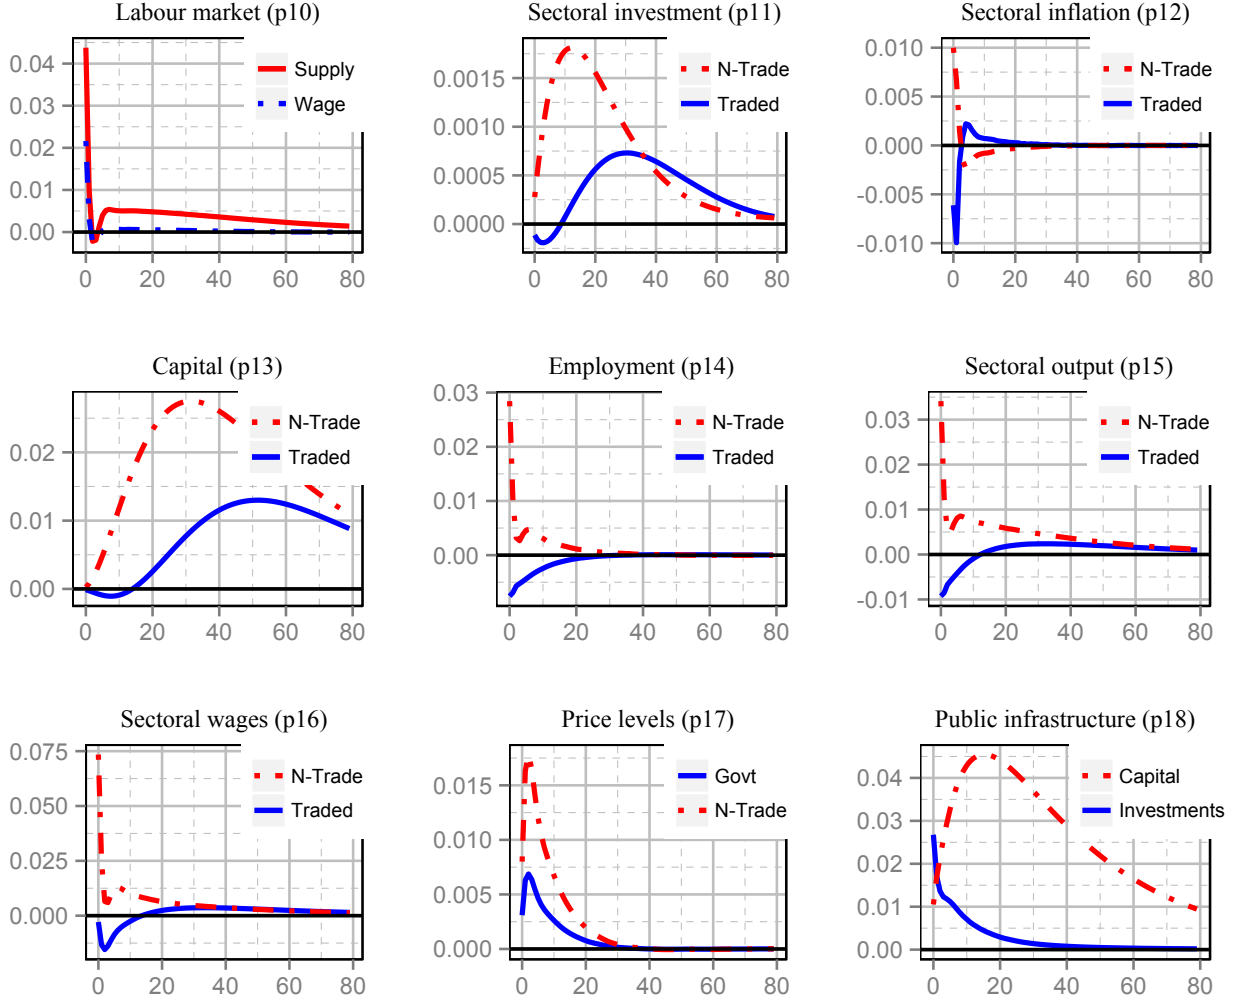 Labour market (p10)
0.04
0.03
0.02
0.01
0.00
Supply
Wage
0 20 40 60 80
Sectoral investment (p11)
0.0015
0.0010
0.0005
0.0000
N-Trade
Traded
0 20 40 60 80
Sectoral inflation (p12)
0.010
0.005
0.000
-0.005
-0.010
N-Trade
Traded
0 20 40 60 80
Capital (p13)
0.02
0.01
0.00
N-Trade
Traded
0 20 40 60 80
Employment (p14)
0.03
0.02
0.01
0.00
N-Trade
Traded
0 20 40 60 80
Sectoral output (p15)
0.03
0.02
0.01
0.00
-0.01
N-Trade
Traded
0 20 40 60 80
Sectoral wages (p16)
0.075
0.050
0.025
0.000
N-Trade
Traded
0 20 40 60 80
Price levels (p17)
0.015
0.010
0.005
0.000
Govt
N-Trade
0 20 40 60 80
Public infrastructure (p18)
0.04
0.03
0.02
0.01
0.00
Capital
Investments
0 20 40 60 80